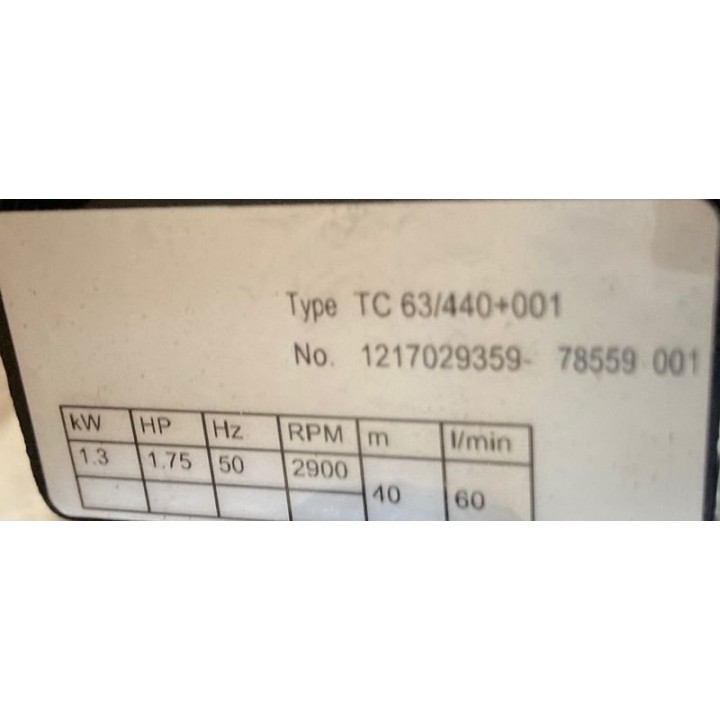 Type TC 63/440+001
No. 1217029359- 78559 001
kW HP Hz RPM m l/min
1.3 1.75 50 2900
40 60